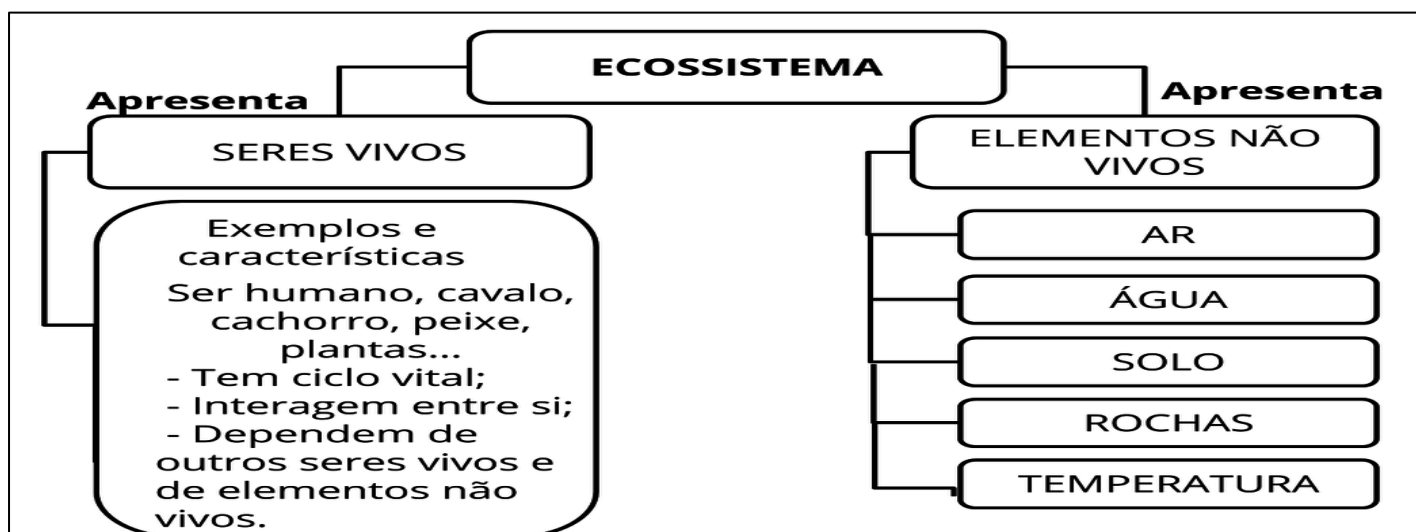 ECOSSISTEMA
Apresenta
SERES VIVOS
Exemplos e
características
Ser humano, cavalo,
cachorro, peixe,
plantas...
- Tem ciclo vital;
- Interagem entre si;
- Dependem de
outros seres vivos e
de elementos não
vivos.
Apresenta
ELEMENTOS NÃO
VIVOS
AR
ÁGUA
SOLO
ROCHAS
TEMPERATURA